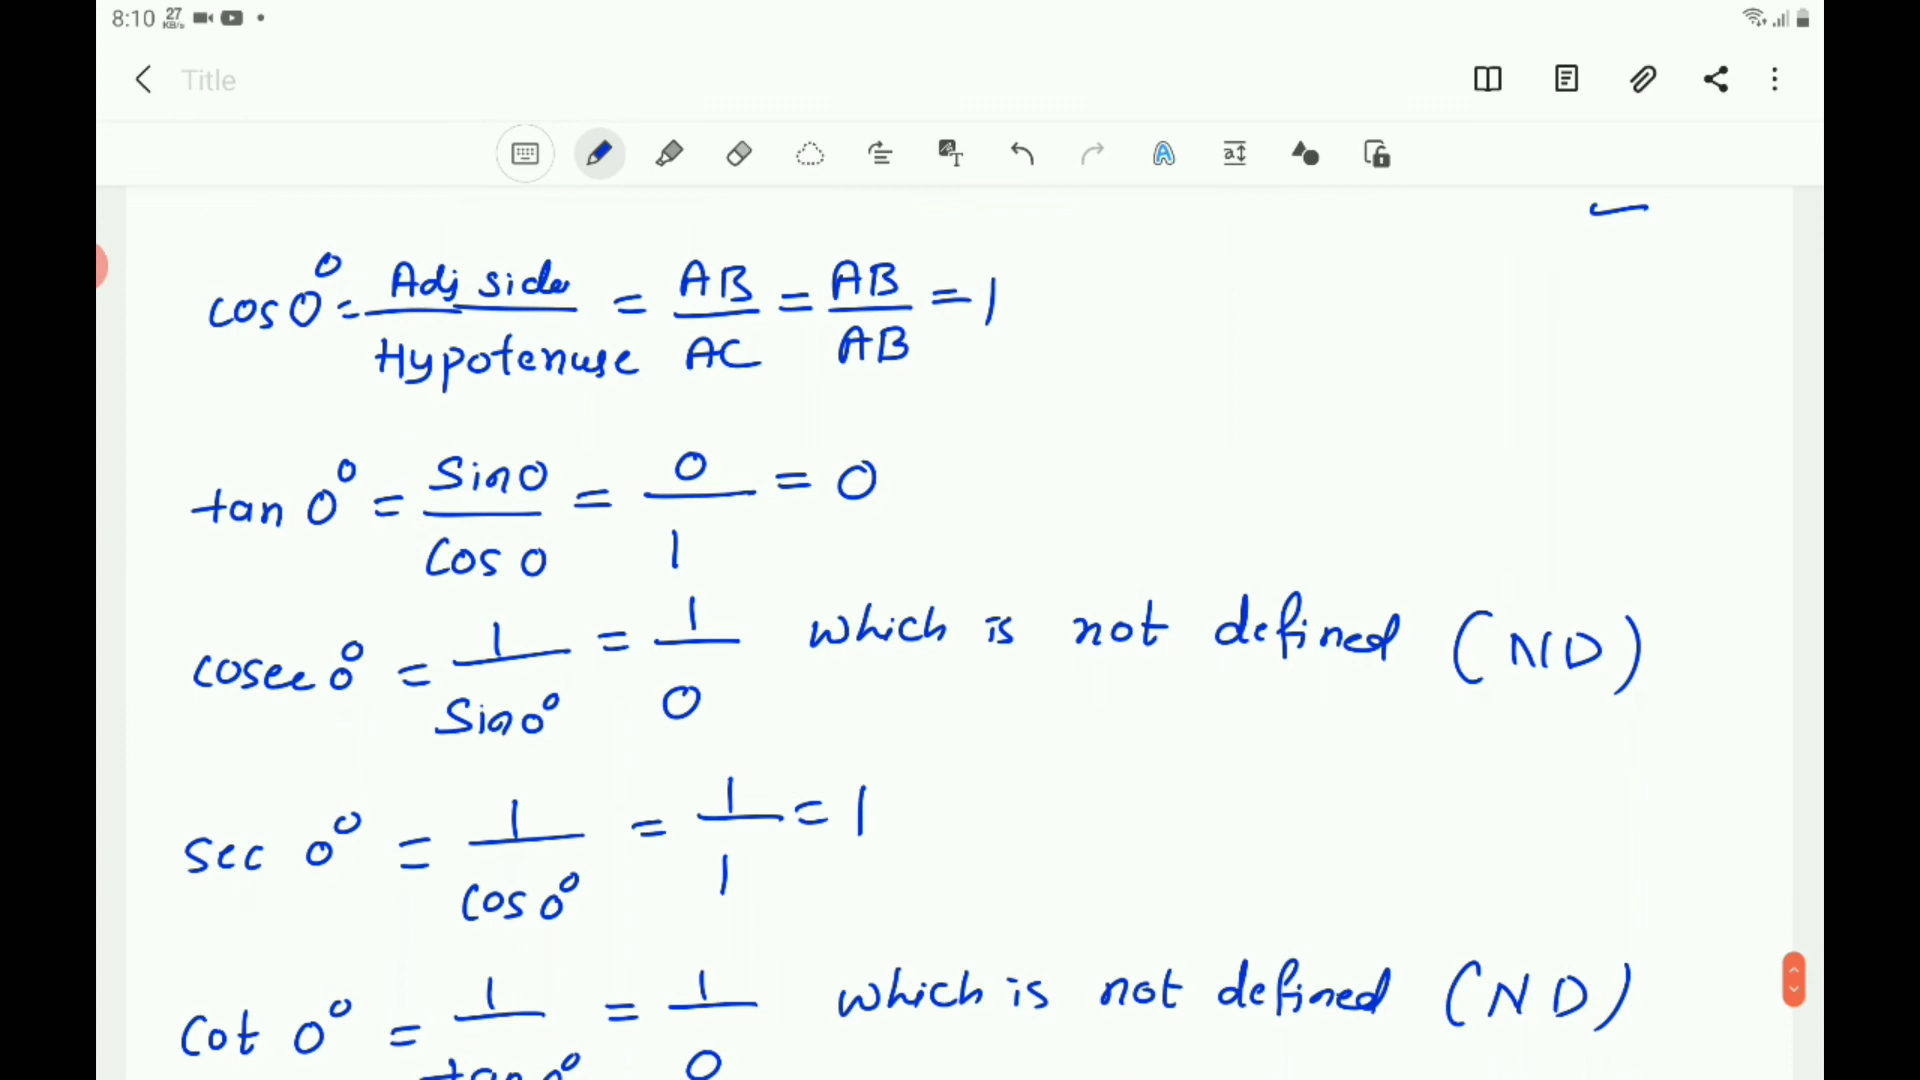 8:10 27 KB/s
Title
cos 0° = Adj side / Hypotenuse = AB / AC = AB / AB = 1
tan 0° = Sin 0 / Cos 0 = 0 / 1 = 0
cosec 0° = 1 / Sin 0° = 1 / 0 which is not defined (ND)
sec 0° = 1 / Cos 0° = 1 / 1 = 1
Cot 0° = 1 / tan 0° = 1 / 0 which is not defined (ND)